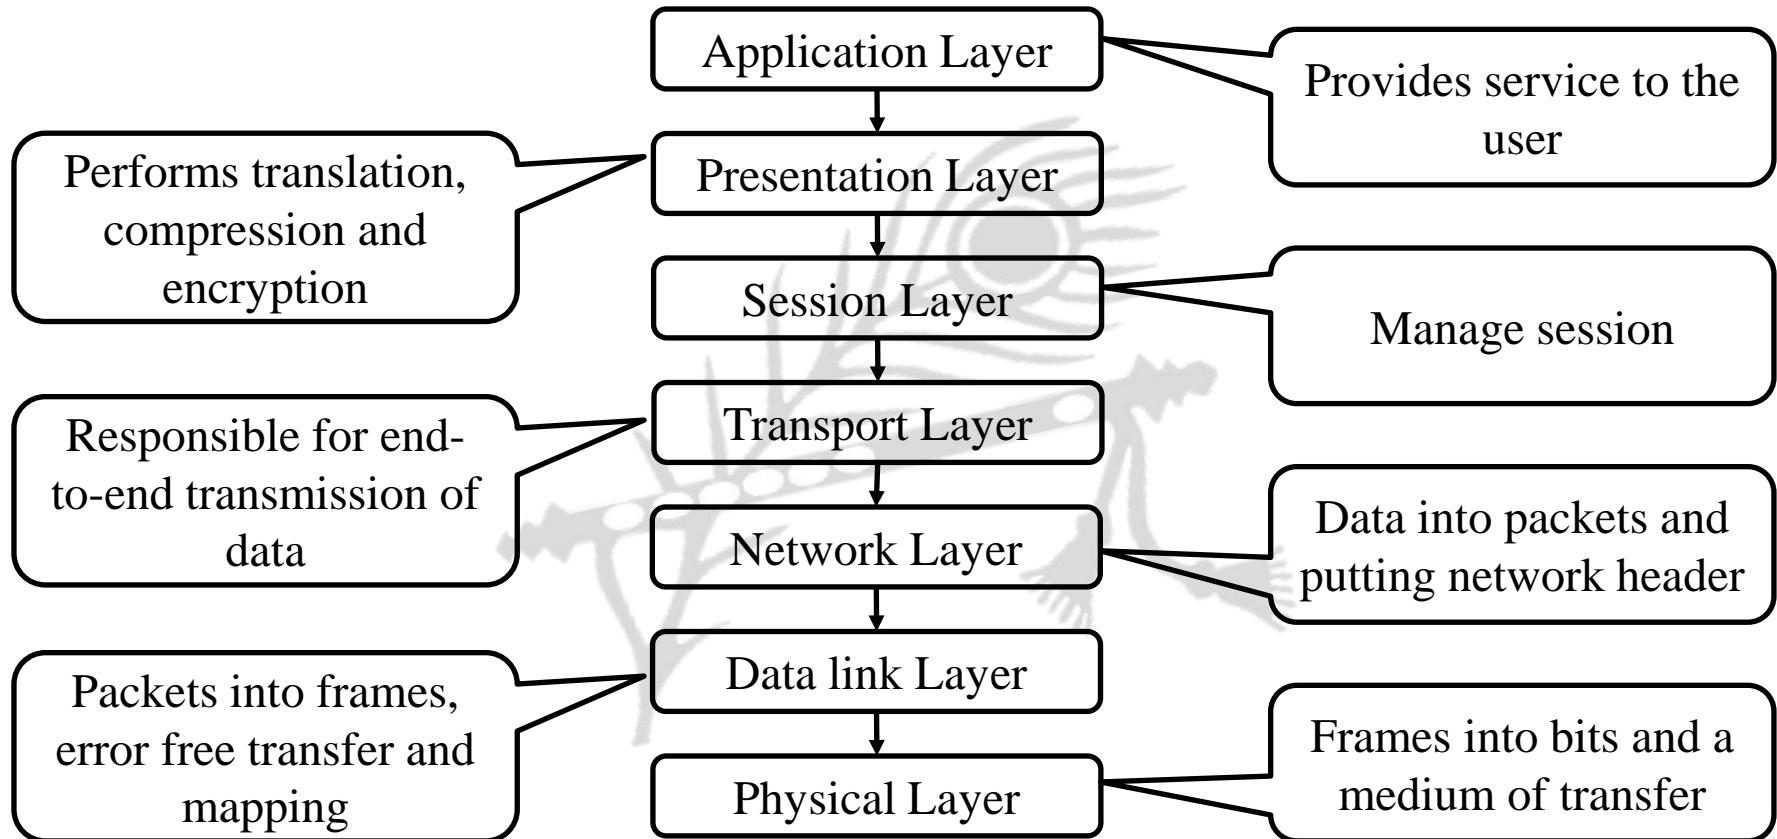 Application Layer
Provides service to the
user
Performs translation,
compression and
encryption
Presentation Layer
Session Layer
Manage session
Responsible for end-
to-end transmission of
data
Transport Layer
Network Layer
Data into packets and
putting network header
Packets into frames,
error free transfer and
mapping
Data link Layer
Physical Layer
Frames into bits and a
medium of transfer